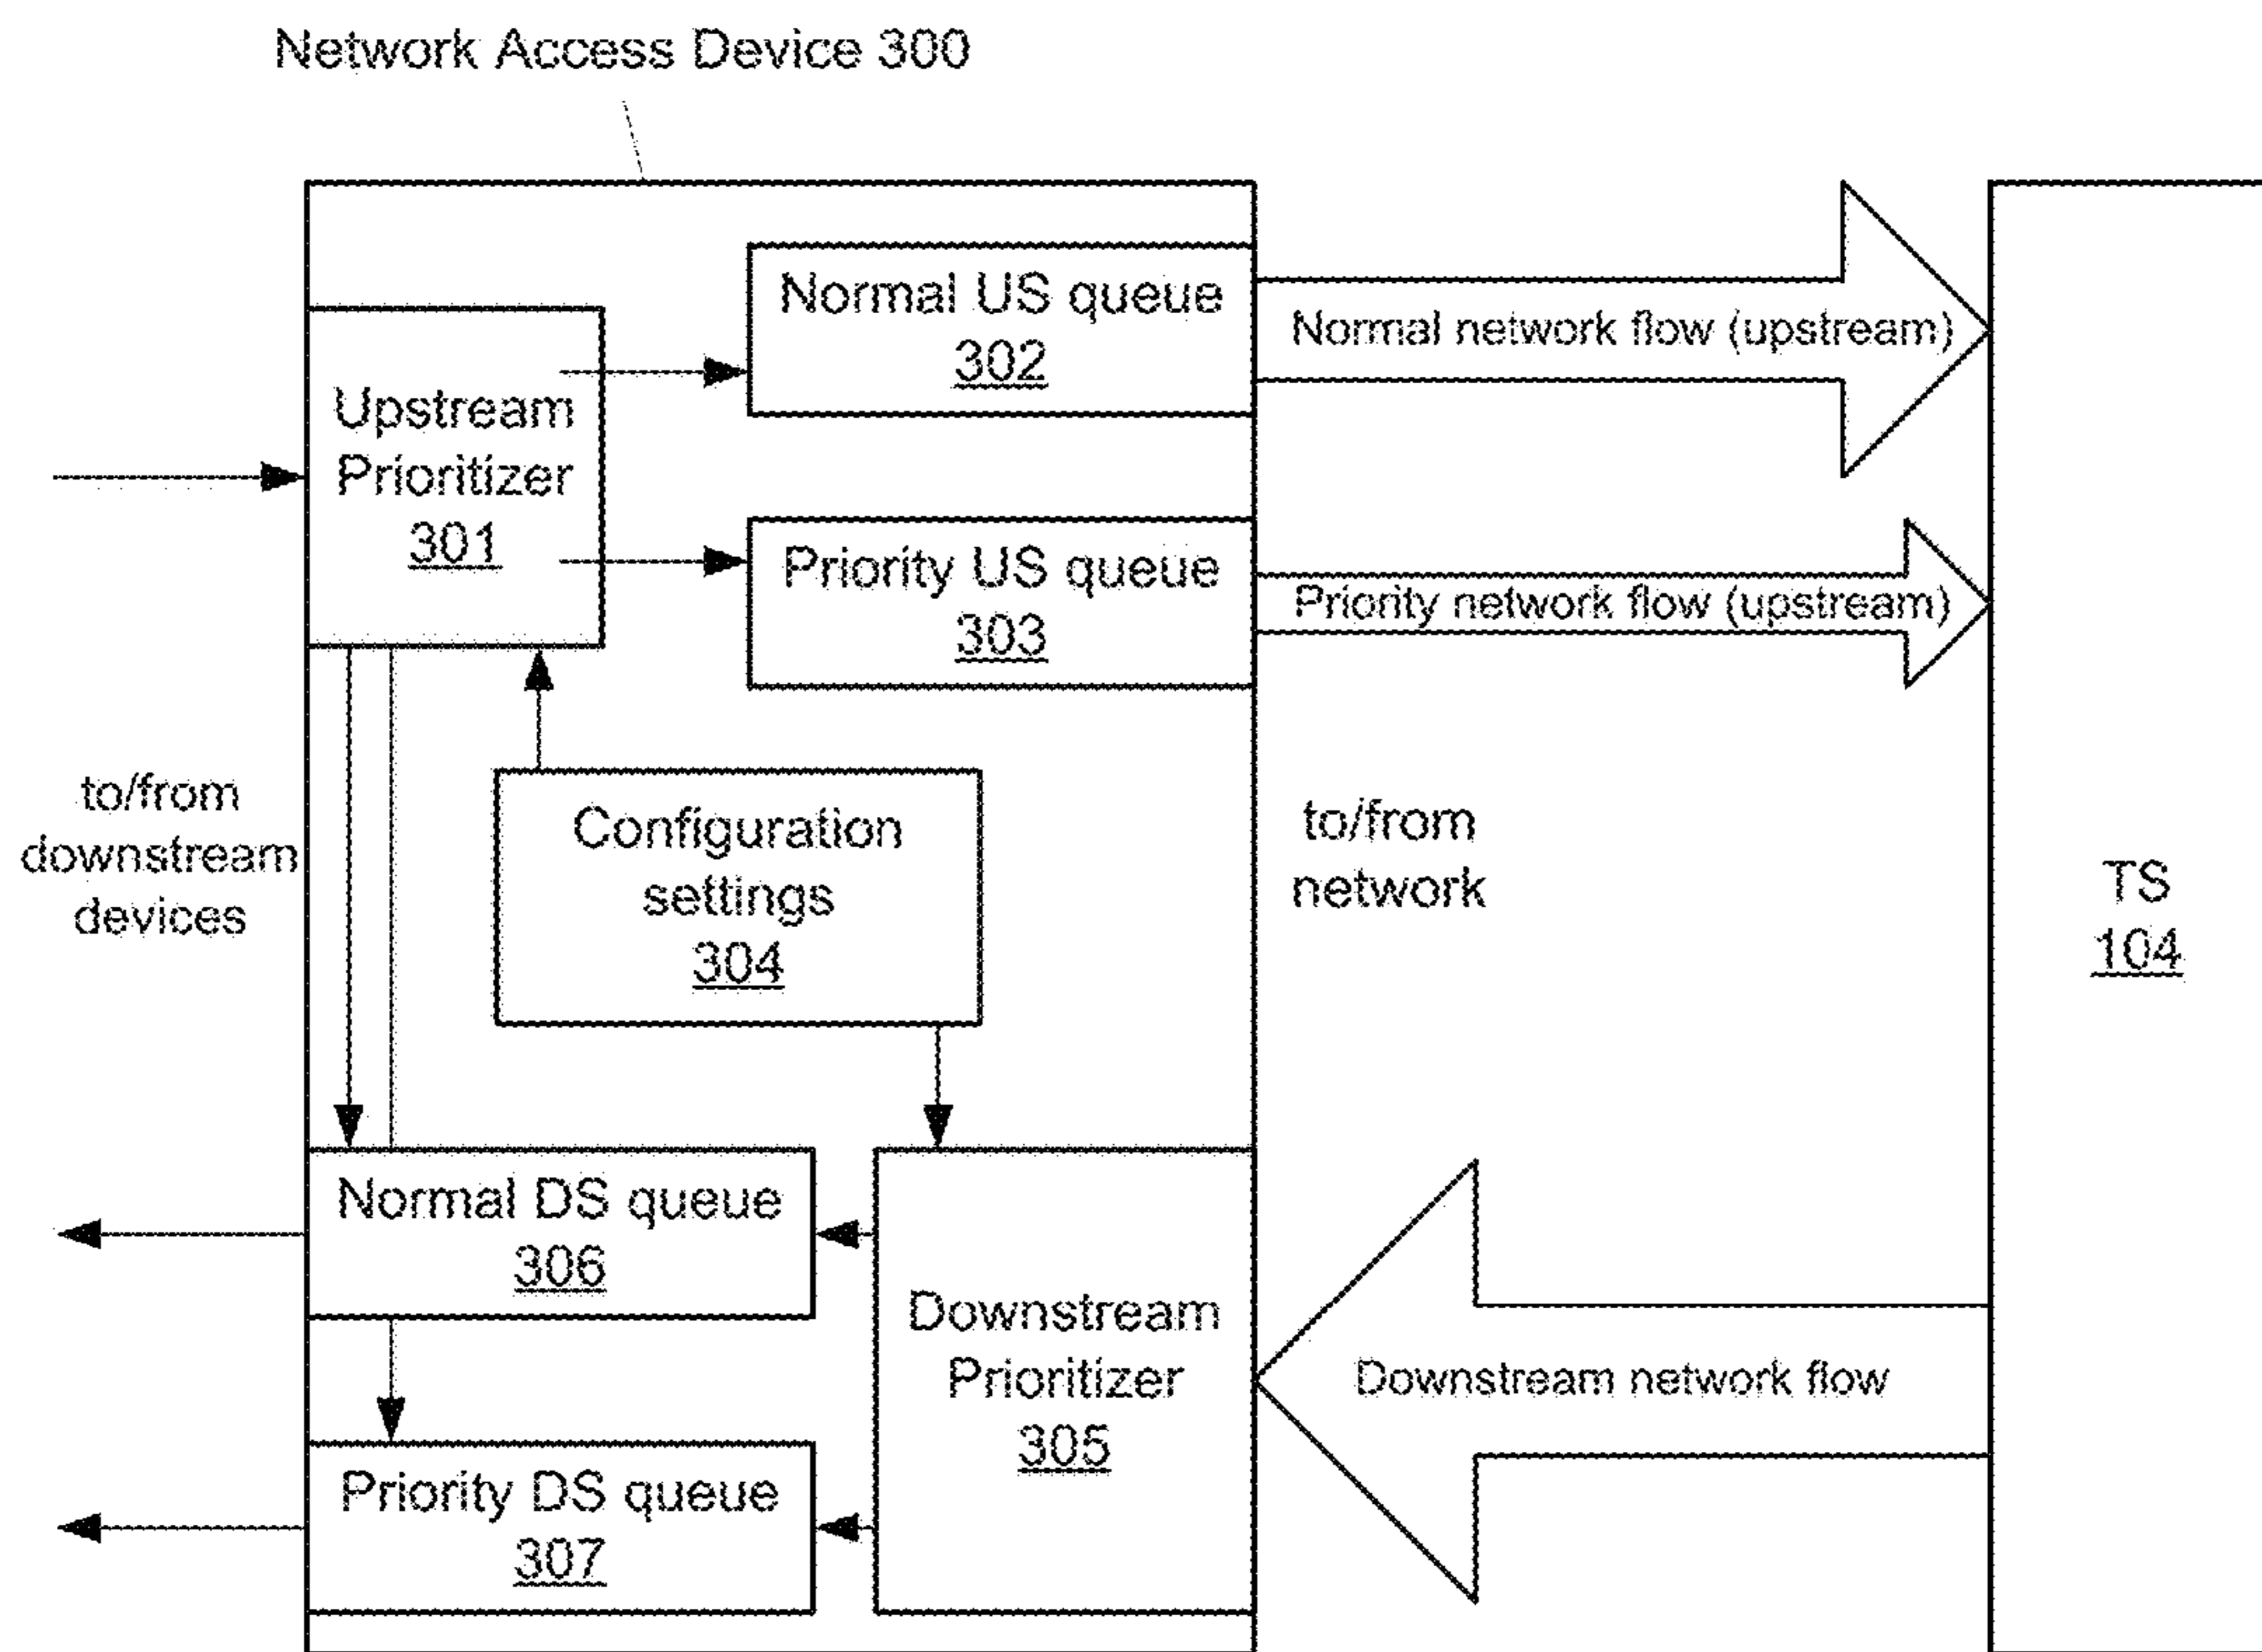 Network Access Device 300
Normal US queue
302
Normal network flow (upstream)
Upstream
Prioritizer
301
Priority US queue
303
Priority network flow (upstream)
to/from
downstream
devices
Configuration
settings
304
to/from
network
TS
104
Normal DS queue
306
Downstream
Prioritizer
305
Downstream network flow
Priority DS queue
307